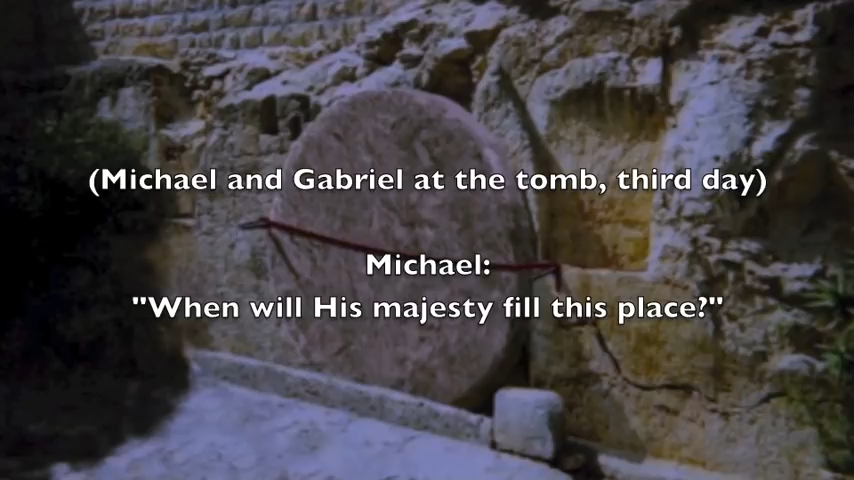 (Michael and Gabriel at the tomb, third day)
Michael:
"When will His majesty fill this place?"